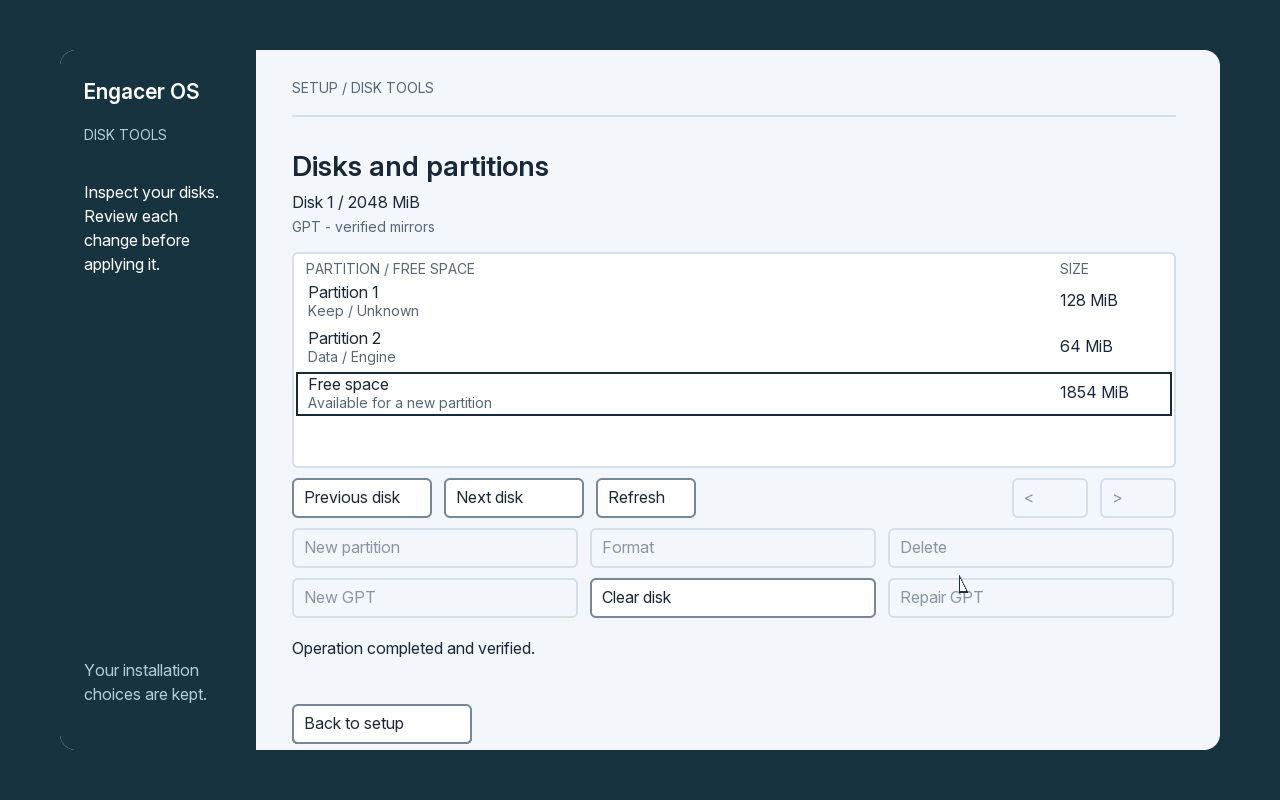 Engacer OS
DISK TOOLS
Inspect your disks.
Review each
change before
applying it.
Your installation
choices are kept.
SETUP / DISK TOOLS
Disks and partitions
Disk 1 / 2048 MiB
GPT - verified mirrors
PARTITION / FREE SPACE SIZE
Partition 1
Keep / Unknown
128 MiB
Partition 2
Data / Engine
64 MiB
Free space
Available for a new partition
1854 MiB
Previous disk Next disk Refresh < >
New partition Format Delete
New GPT Clear disk Repair GPT
Operation completed and verified.
Back to setup